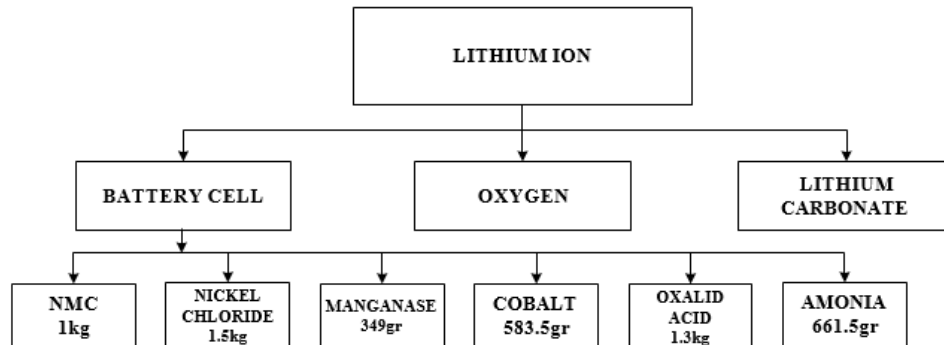 LITHIUM ION
BATTERY CELL
OXYGEN
LITHIUM
CARBONATE
NMC
1kg
NICKEL
CHLORIDE
1.5kg
MANGANASE
349gr
COBALT
583.5gr
OXALID
ACID
1.3kg
AMONIA
661.5gr